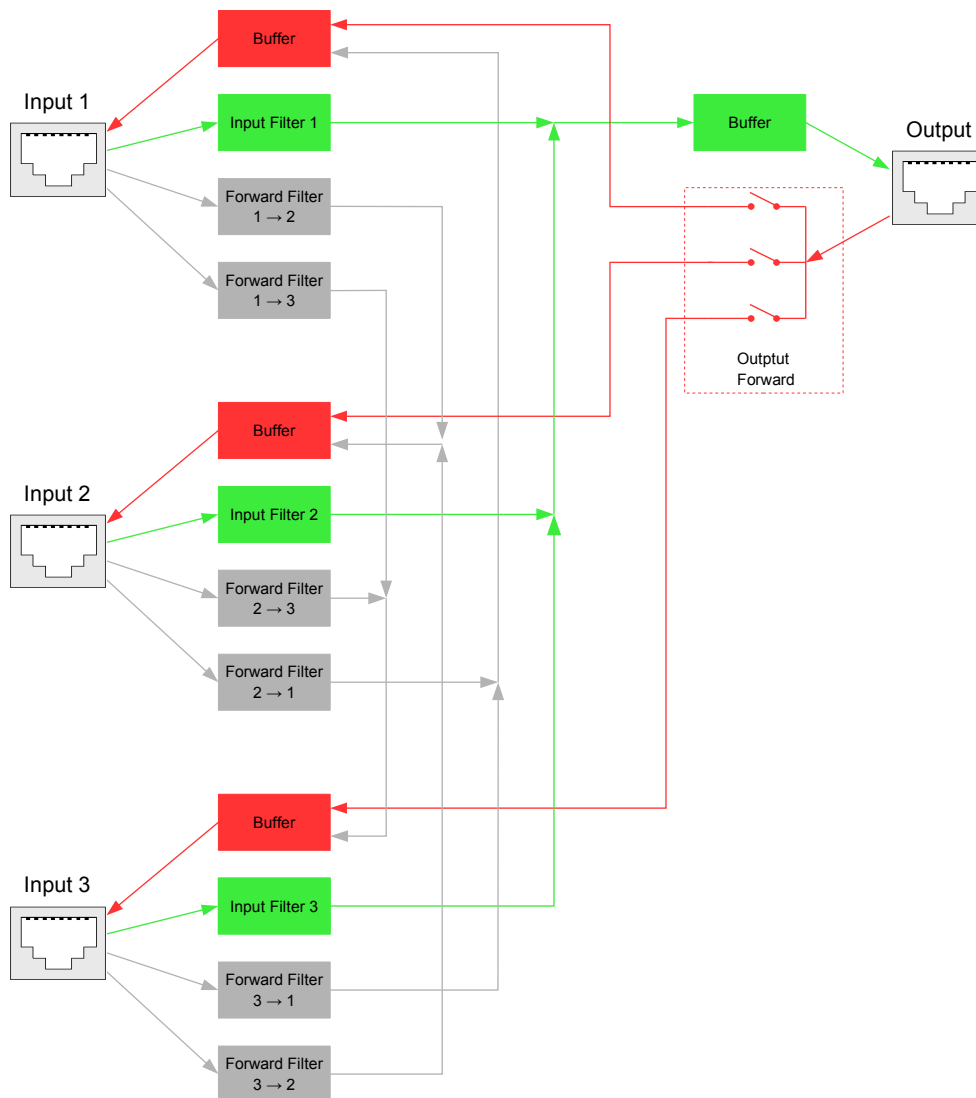 Buffer
Input 1
Input Filter 1
Buffer
Output
Forward Filter
1 → 2
Forward Filter
1 → 3
Outptut
Forward
Buffer
Input 2
Input Filter 2
Forward Filter
2 → 3
Forward Filter
2 → 1
Buffer
Input 3
Input Filter 3
Forward Filter
3 → 1
Forward Filter
3 → 2